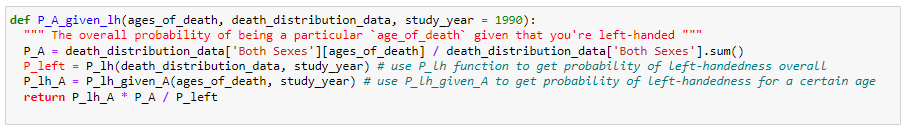 def P_A_given_lh(ages_of_death, death_distribution_data, study_year = 1990):
""" The overall probability of being a particular `age_of_death` given that you're left-handed """
P_A = death_distribution_data['Both Sexes'][ages_of_death] / death_distribution_data['Both Sexes'].sum()
P_left = P_lh(death_distribution_data, study_year) # use P_lh function to get probability of left-handedness overall
P_lh_A = P_lh_given_A(ages_of_death, study_year) # use P_lh_given_A to get probability of left-handedness for a certain age
return P_lh_A * P_A / P_left